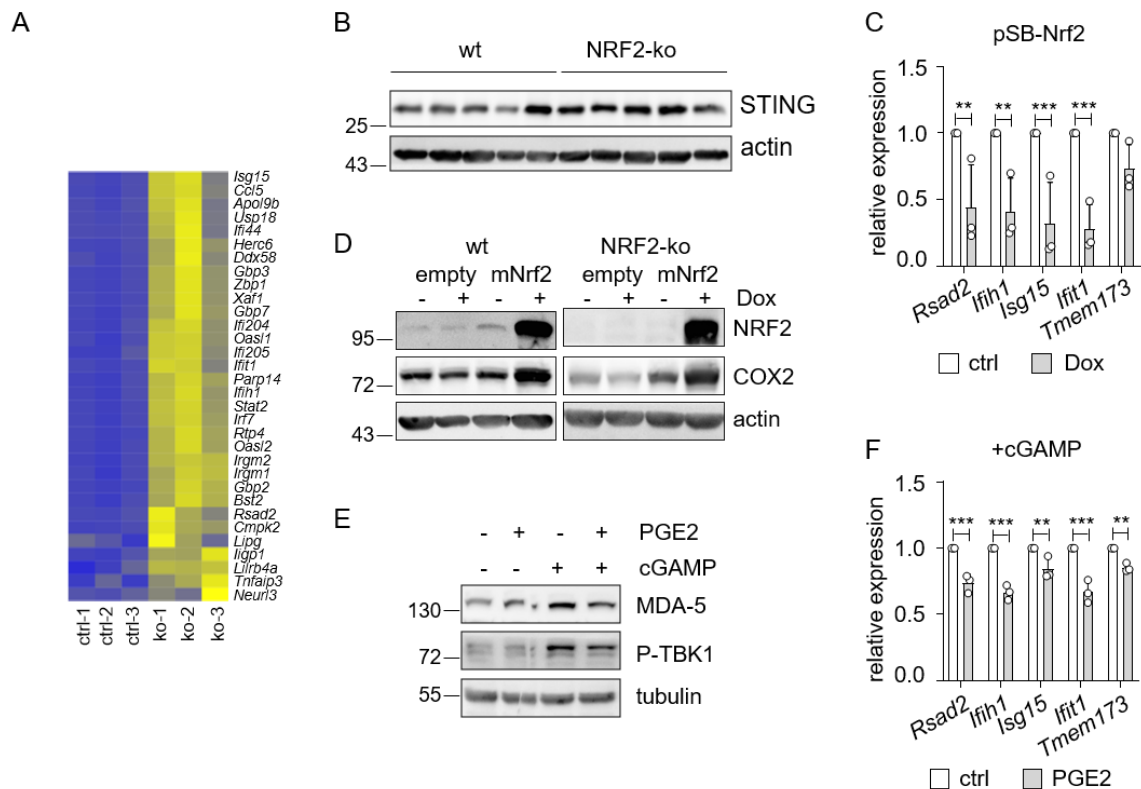 A
Isg15
Ccl5
Apol9b
Usp18
Ifi44
Herc6
Ddx58
Gbp3
Zbp1
Xaf1
Gbp7
Ifi204
Oasl1
Ifi205
Ifit1
Parp14
Ifih1
Stat2
Irf7
Rtp4
Oasl2
Irgm2
Irgm1
Gbp2
Bst2
Rsad2
Cmpk2
Lipg
Iigp1
Lilrb4a
Tnfaip3
Neurl3
ctrl-1 ctrl-2 ctrl-3 ko-1 ko-2 ko-3
B
wt NRF2-ko
STING
25
actin
43
C
pSB-Nrf2
relative expression
1.5
** ** *** ***
1.0
0.5
0.0
Rsad2 Ifih1 Isg15 Ifit1 Tmem173
ctrl Dox
D
wt NRF2-ko
empty mNrf2 empty mNrf2
- + - + - + - + Dox
95 NRF2
72 COX2
43 actin
E
- + - + PGE2
- - + + cGAMP
130 MDA-5
72 P-TBK1
55 tubulin
F
+cGAMP
relative expression
1.5
*** *** ** *** **
1.0
0.5
0.0
Rsad2 Ifih1 Isg15 Ifit1 Tmem173
ctrl PGE2